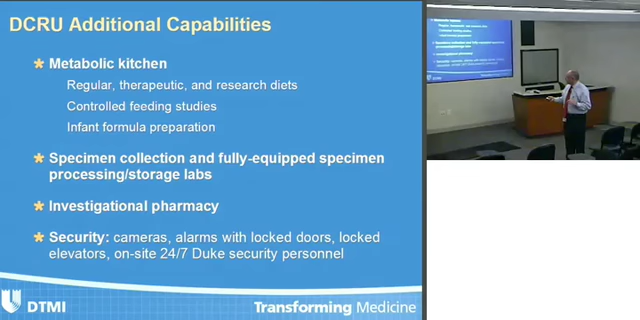 DCRU Additional Capabilities
Metabolic kitchen
Regular, therapeutic, and research diets
Controlled feeding studies
Infant formula preparation
Specimen collection and fully-equipped specimen
processing/storage labs
Investigational pharmacy
Security: cameras, alarms with locked doors, locked
elevators, on-site 24/7 Duke security personnel
DTMI
Transforming Medicine